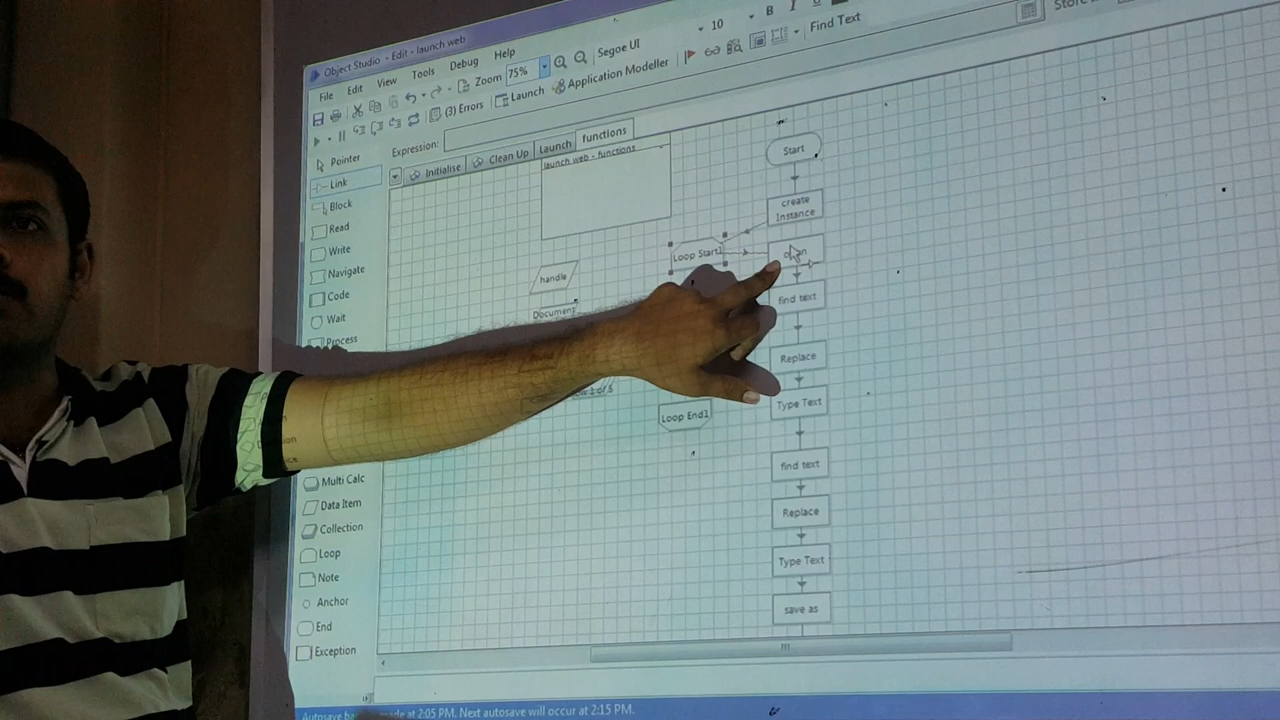 Object Studio - Edit - launch web
File Edit View Tools Debug Help
Zoom 75% Segoe UI 10 B I U Find Text
(3) Errors Launch Application Modeller
Expression:
Initialise Clean Up Launch functions
Pointer
Link
Block
Read
Write
Navigate
Code
Wait
Process
Multi Calc
Data Item
Collection
Loop
Note
Anchor
End
Exception
launch web - functions
handle
Document
Loop Start1
Loop End1
Start
create
Instance
find text
Replace
Type Text
find text
Replace
Type Text
save as
at 2:05 PM. Next autosave will occur at 2:15 PM.